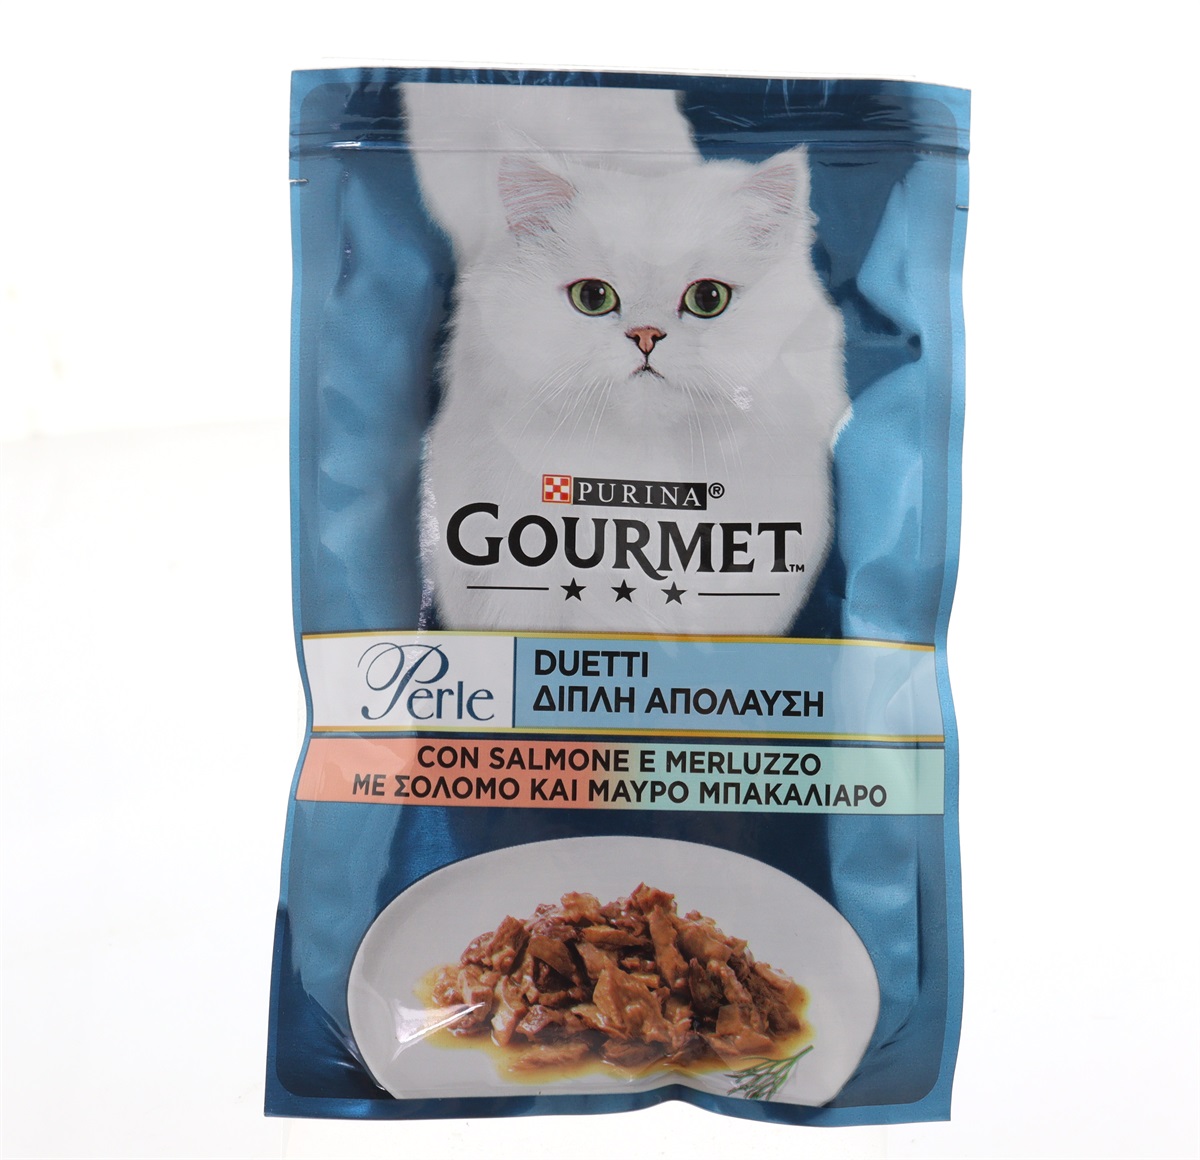 PURINA®
GOURMET™
Perle
DUETTI
ΔΙΠΛΗ ΑΠΟΛΑΥΣΗ
CON SALMONE E MERLUZZO
ΜΕ ΣΟΛΟΜΟ ΚΑΙ ΜΑΥΡΟ ΜΠΑΚΑΛΙΑΡΟ